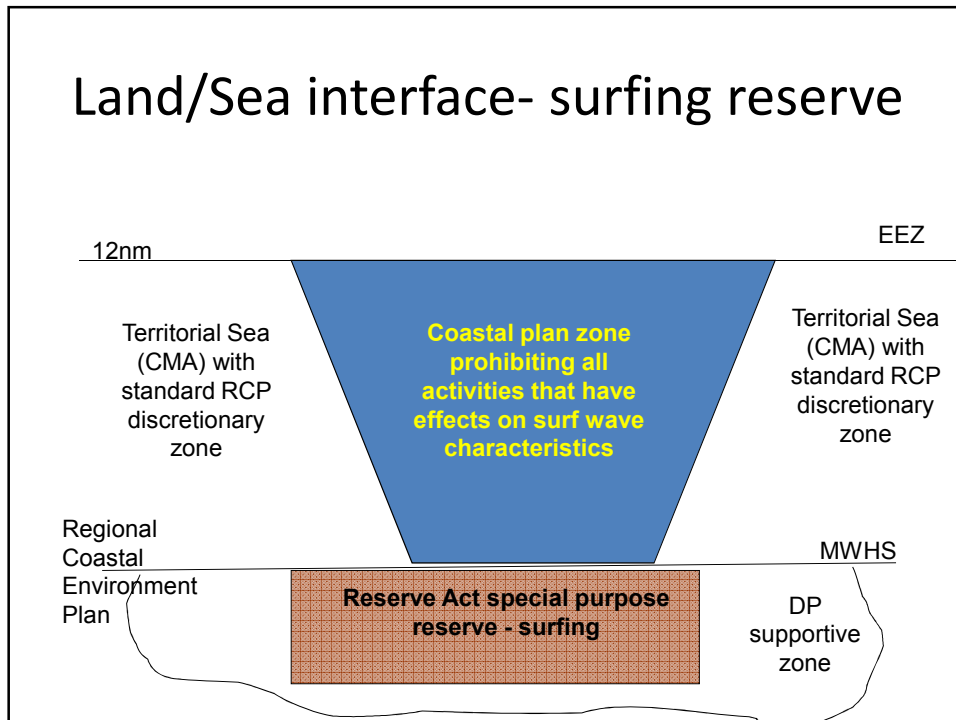 Land/Sea interface- surfing reserve
12nm
EEZ
Territorial Sea
(CMA) with
standard RCP
discretionary
zone
Coastal plan zone
prohibiting all
activities that have
effects on surf wave
characteristics
Territorial Sea
(CMA) with
standard RCP
discretionary
zone
Regional
Coastal
Environment
Plan
MWHS
Reserve Act special purpose
reserve - surfing
DP
supportive
zone